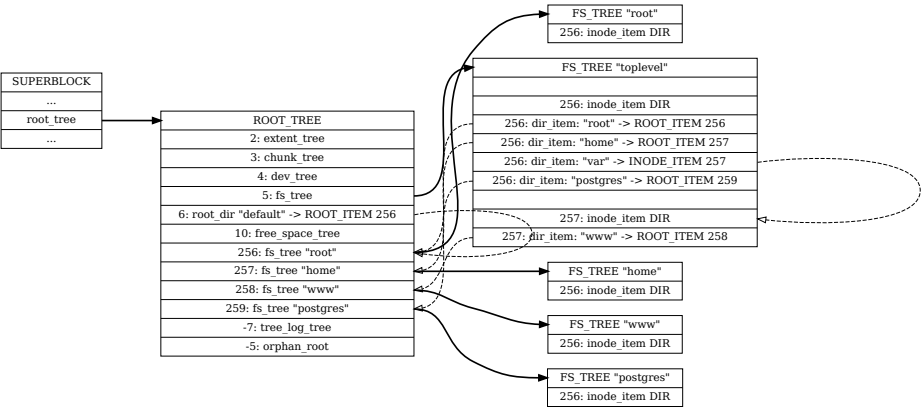 SUPERBLOCK
...
root_tree
...
ROOT_TREE
2: extent_tree
3: chunk_tree
4: dev_tree
5: fs_tree
6: root_dir "default" -> ROOT_ITEM 256
10: free_space_tree
256: fs_tree "root"
257: fs_tree "home"
258: fs_tree "www"
259: fs_tree "postgres"
-7: tree_log_tree
-5: orphan_root
FS_TREE "root"
256: inode_item DIR
FS_TREE "toplevel"
256: inode_item DIR
256: dir_item: "root" -> ROOT_ITEM 256
256: dir_item: "home" -> ROOT_ITEM 257
256: dir_item: "var" -> INODE_ITEM 257
256: dir_item: "postgres" -> ROOT_ITEM 259
257: inode_item DIR
257: dir_item: "www" -> ROOT_ITEM 258
FS_TREE "home"
256: inode_item DIR
FS_TREE "www"
256: inode_item DIR
FS_TREE "postgres"
256: inode_item DIR